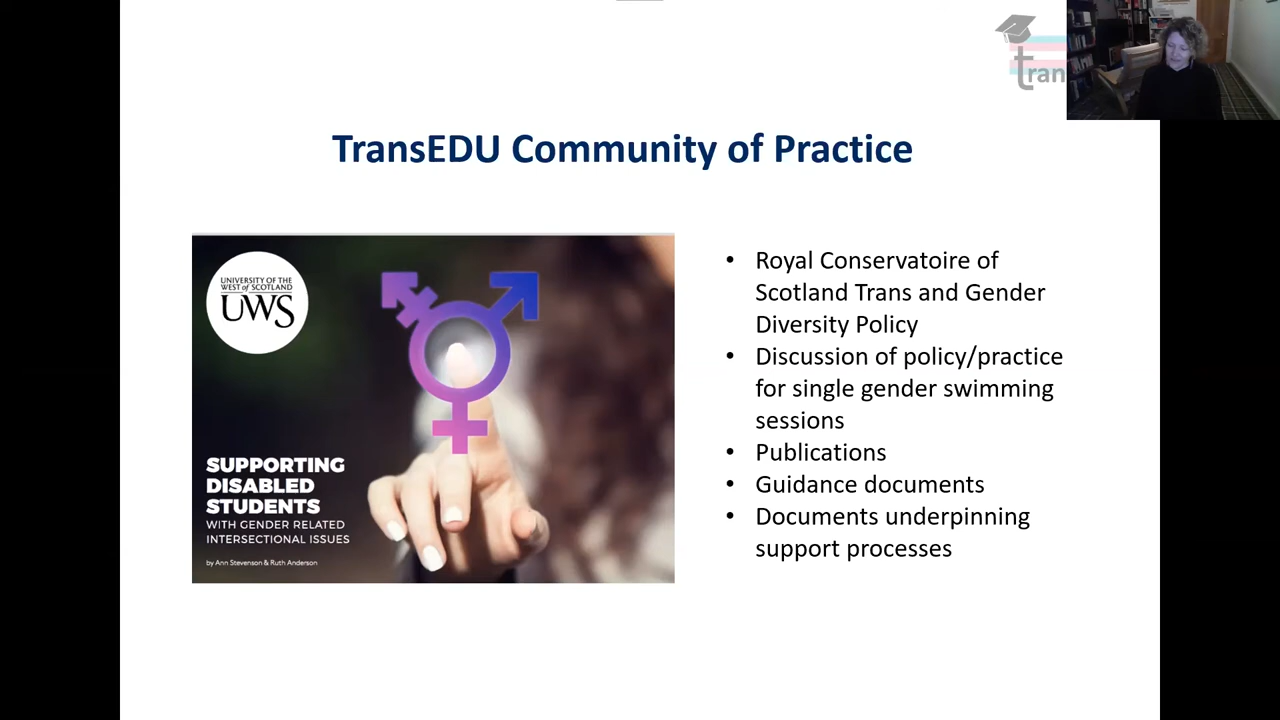 tran
TransEDU Community of Practice
UNIVERSITY OF THE
WEST of SCOTLAND
UWS
SUPPORTING
DISABLED
STUDENTS
WITH GENDER RELATED
INTERSECTIONAL ISSUES
by Ann Stevenson & Ruth Anderson
• Royal Conservatoire of
Scotland Trans and Gender
Diversity Policy
• Discussion of policy/practice
for single gender swimming
sessions
• Publications
• Guidance documents
• Documents underpinning
support processes